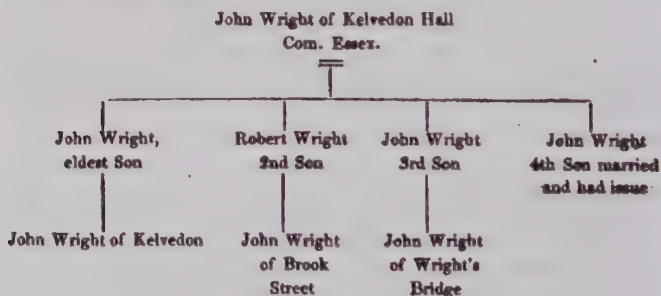 John Wright of Kelvedon Hall
Com. Essex.
John Wright,
eldest Son
Robert Wright
2nd Son
John Wright
3rd Son
John Wright
4th Son married
and had issue
John Wright of Kelvedon
John Wright
of Brook
Street
John Wright
of Wright's
Bridge